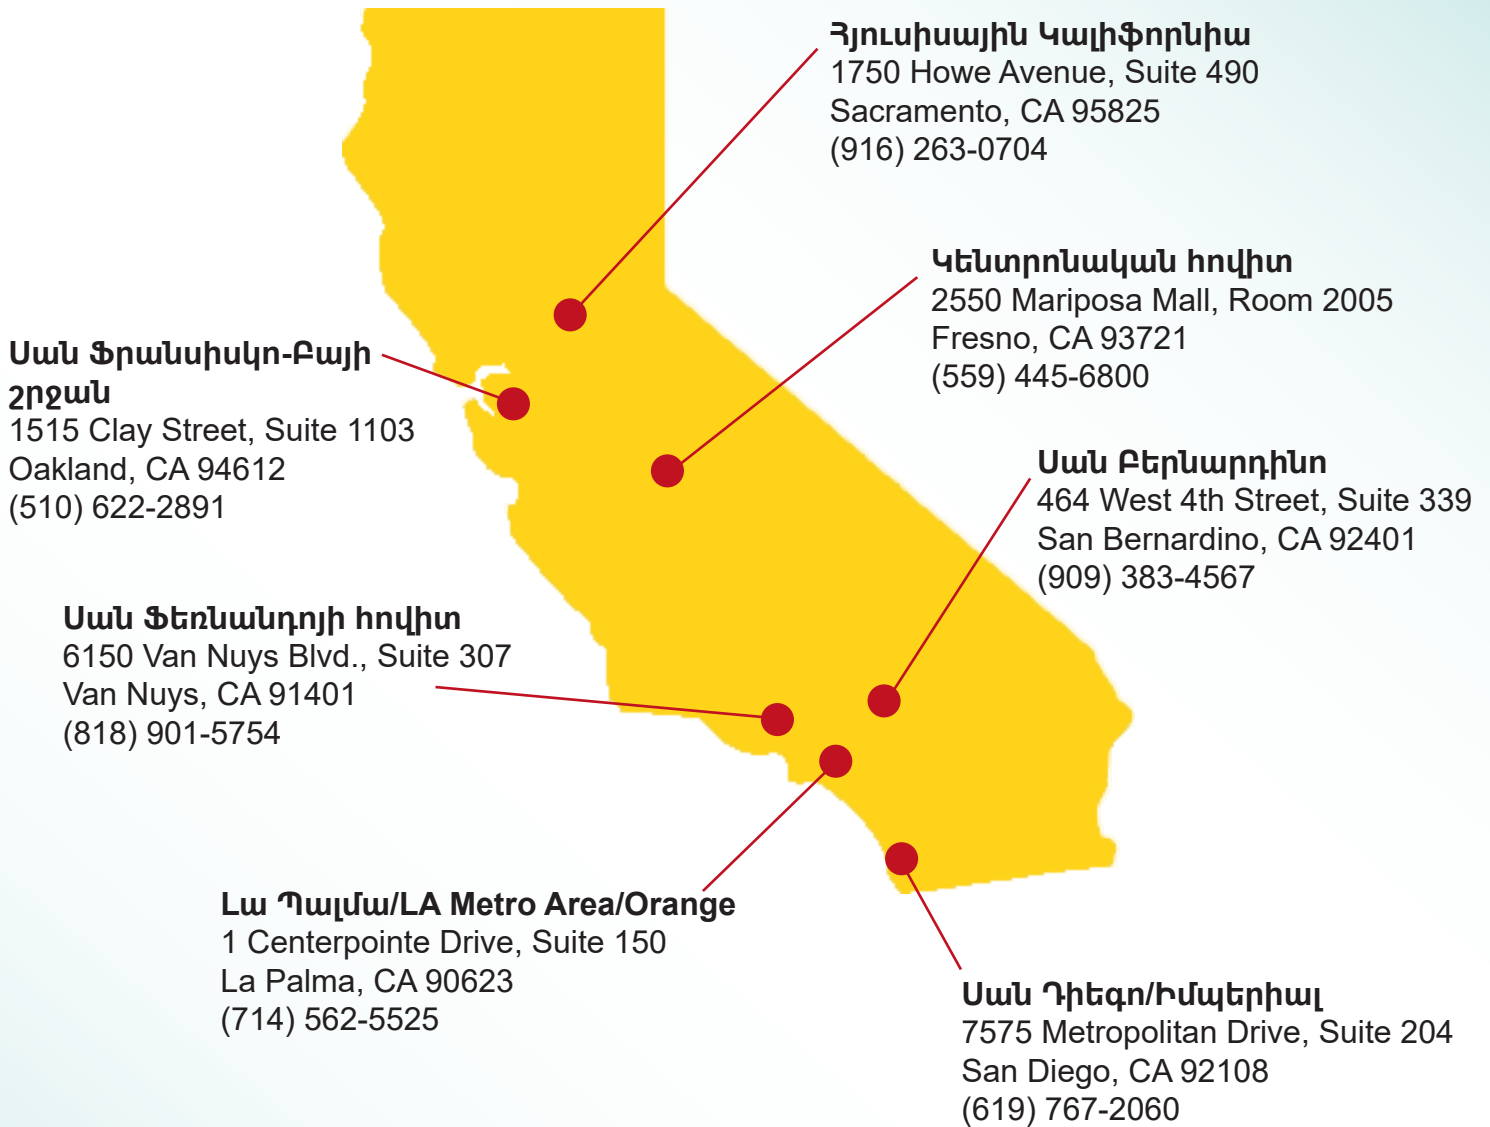 Հյուսիսային Կալիֆորնիա
1750 Howe Avenue, Suite 490
Sacramento, CA 95825
(916) 263-0704
Կենտրոնական հովիտ
2550 Mariposa Mall, Room 2005
Fresno, CA 93721
(559) 445-6800
Սան Ֆրանսիսկո-Բայի
շրջան
1515 Clay Street, Suite 1103
Oakland, CA 94612
(510) 622-2891
Սան Բերնարդինո
464 West 4th Street, Suite 339
San Bernardino, CA 92401
(909) 383-4567
Սան Ֆեռնանդոյի հովիտ
6150 Van Nuys Blvd., Suite 307
Van Nuys, CA 91401
(818) 901-5754
Լա Պալմա/LA Metro Area/Orange
1 Centerpointe Drive, Suite 150
La Palma, CA 90623
(714) 562-5525
Սան Դիեգո/Իմպերիալ
7575 Metropolitan Drive, Suite 204
San Diego, CA 92108
(619) 767-2060